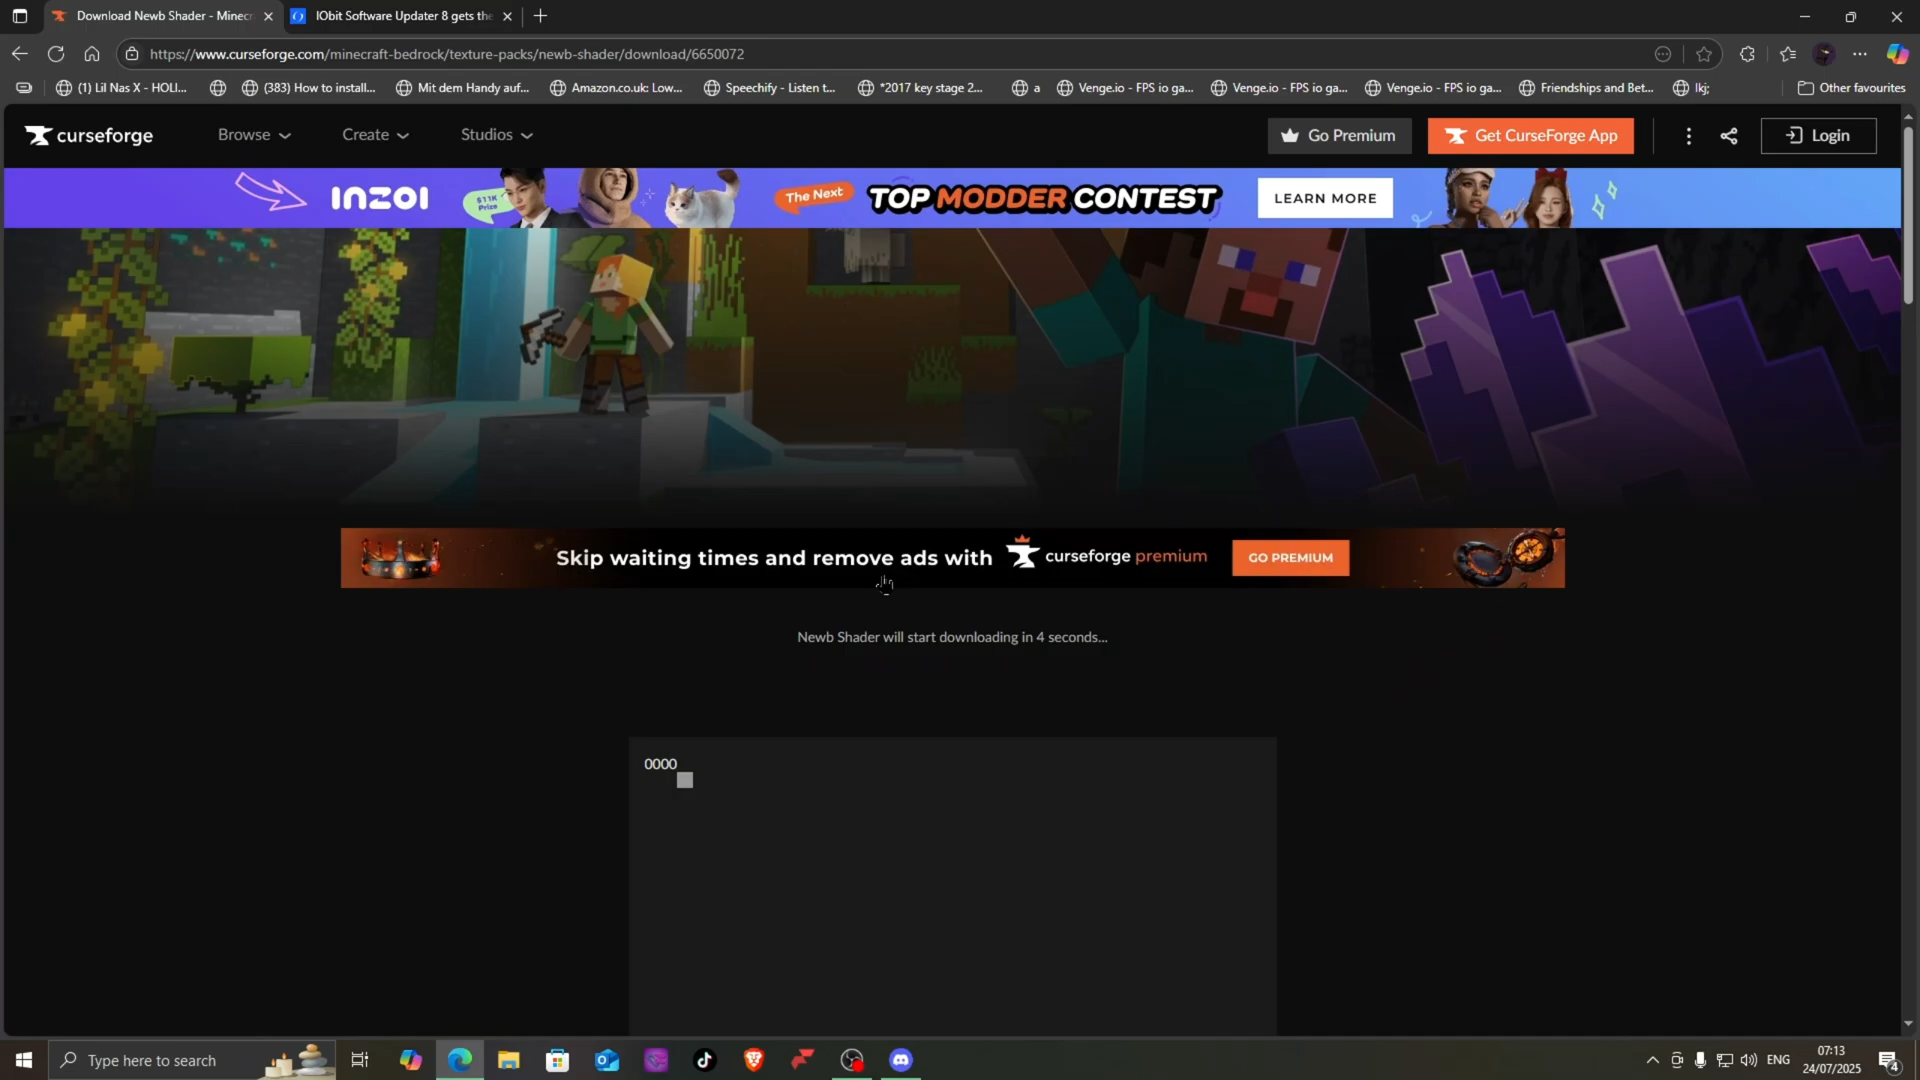 Download Newb Shader - Minec
IObit Software Updater 8 gets the
https://www.curseforge.com/minecraft-bedrock/texture-packs/newb-shader/download/6650072
(1) Lil Nas X - HOLI...
(383) How to install...
Mit dem Handy auf...
Amazon.co.uk: Low...
Speechify - Listen t...
*2017 key stage 2...
a
Venge.io - FPS io ga...
Venge.io - FPS io ga...
Venge.io - FPS io ga...
Friendships and Bet...
lkj;
Other favourites
curseforge
Browse
Create
Studios
Go Premium
Get CurseForge App
Login
INZOI
$11K
Prize
The Next
TOP MODDER CONTEST
LEARN MORE
Skip waiting times and remove ads with
curseforge premium
GO PREMIUM
Newb Shader will start downloading in 4 seconds...
0000
Type here to search
ENG
07:13
24/07/2025
4